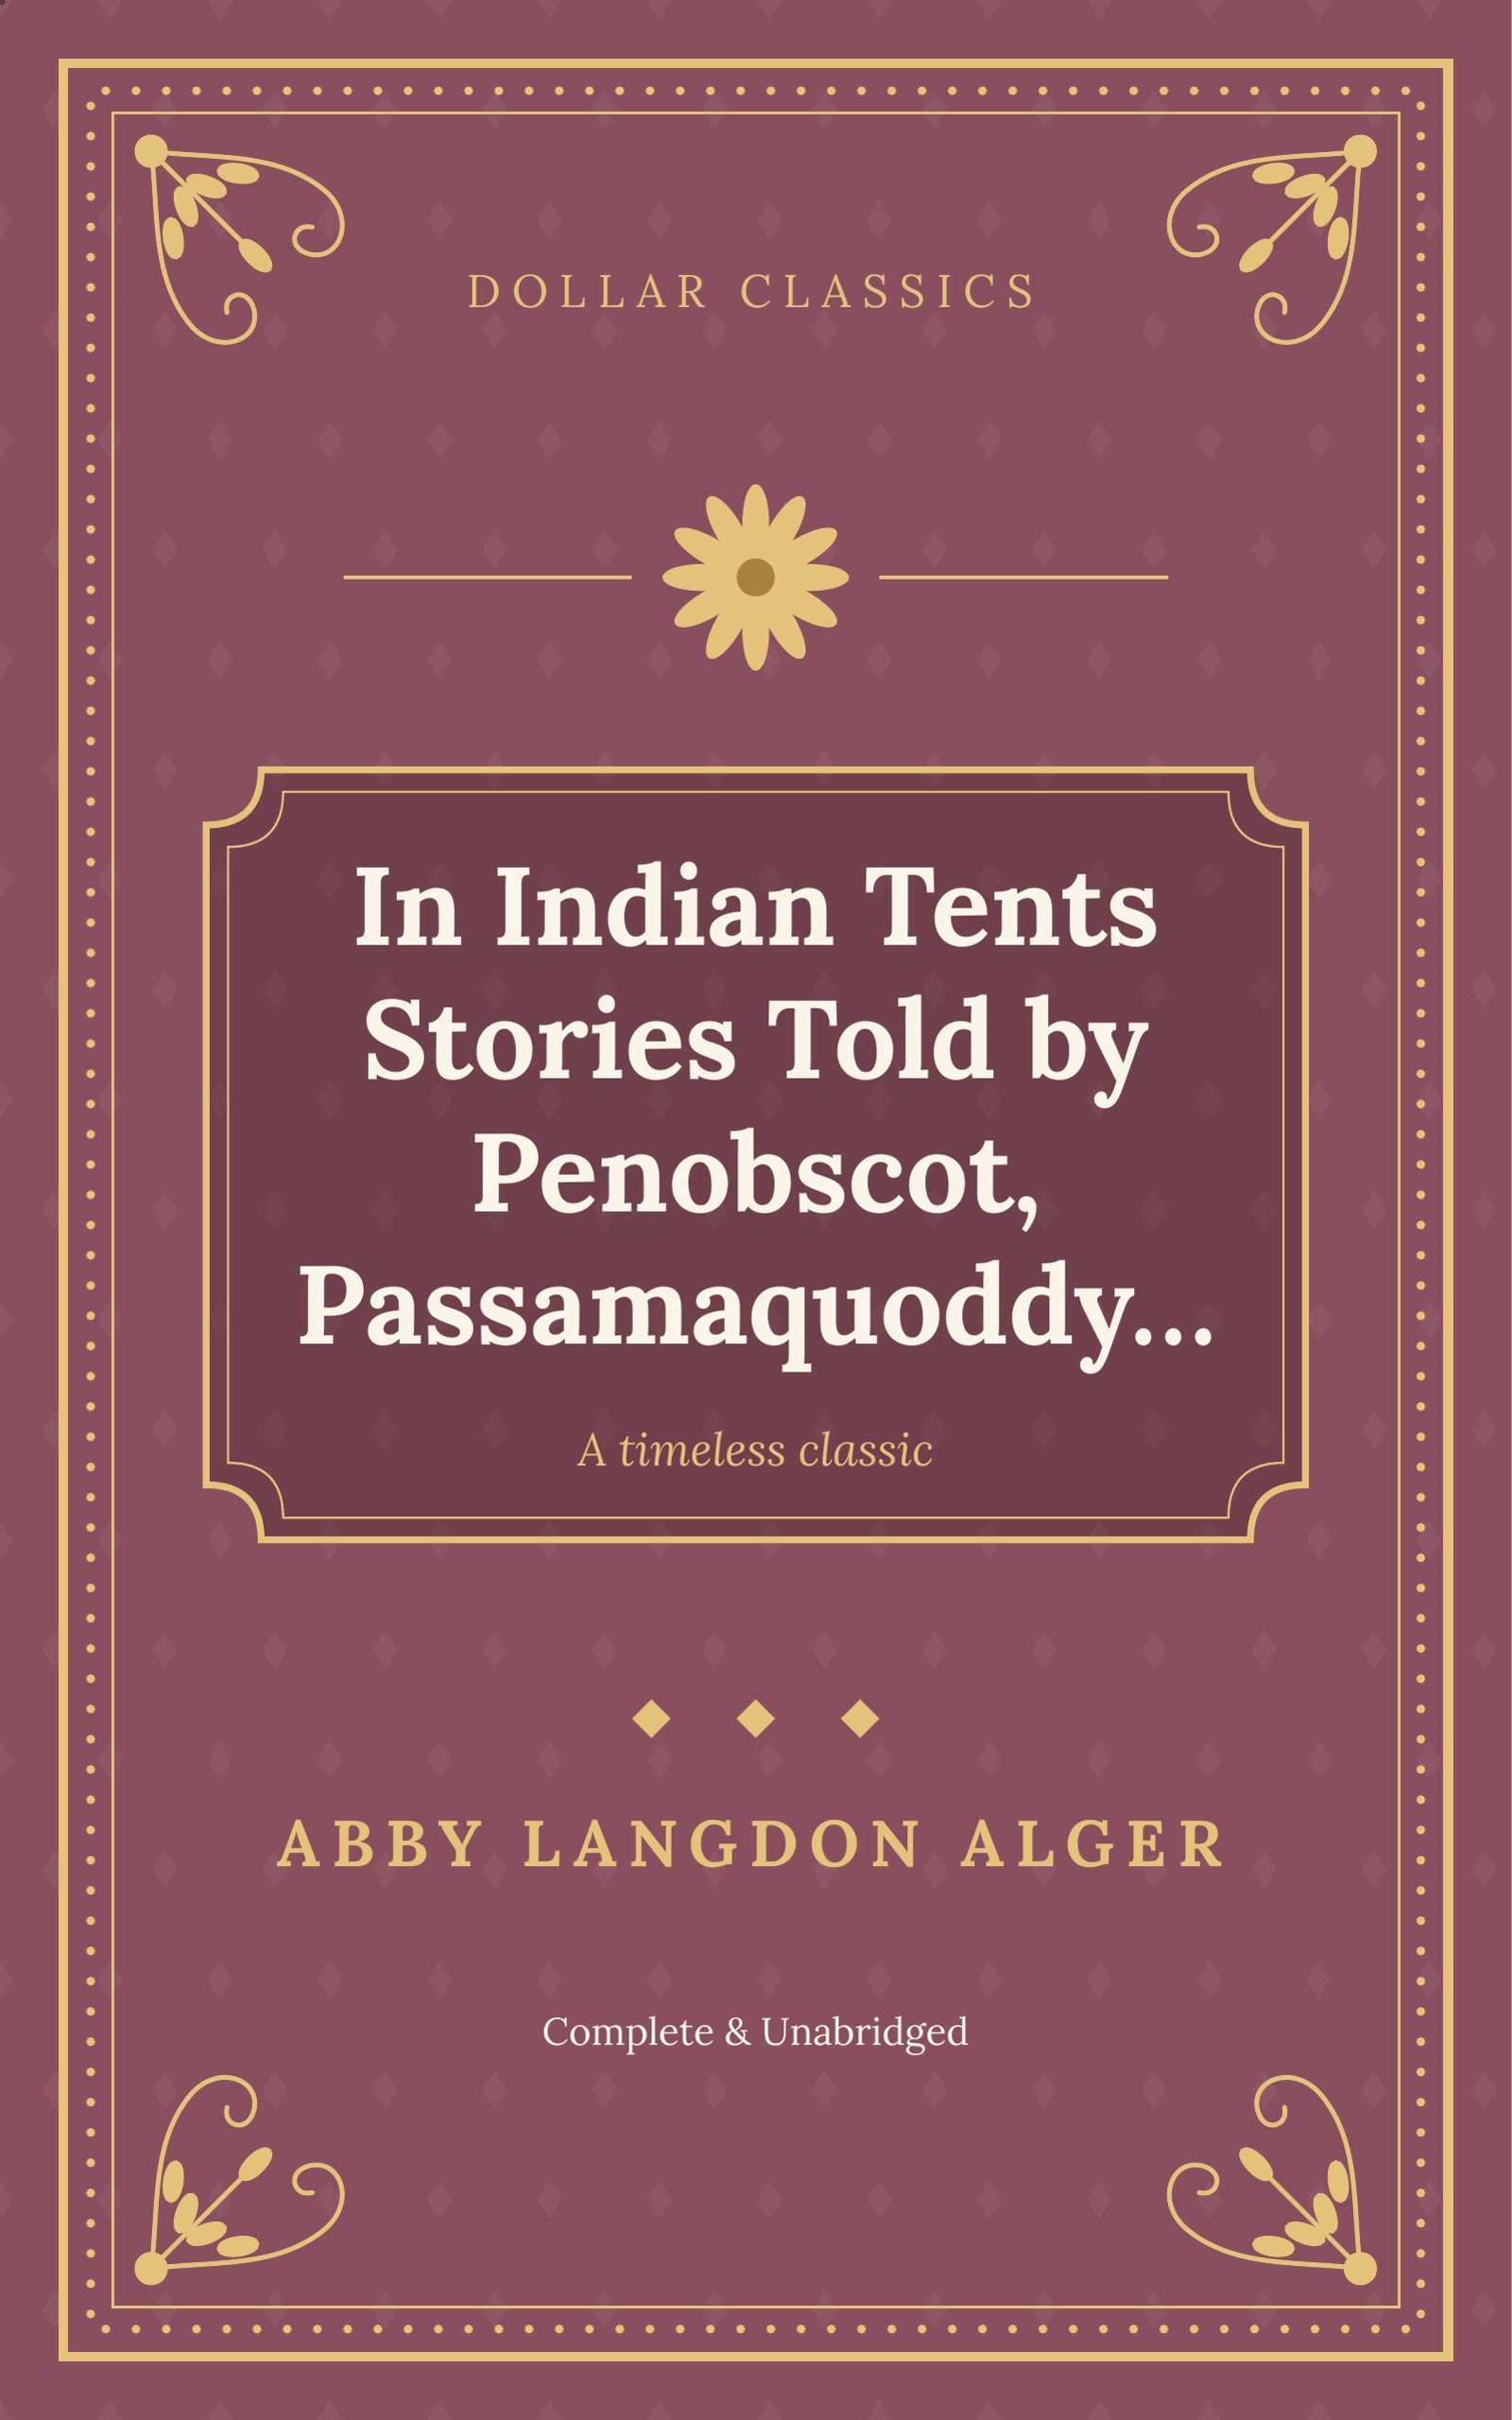 DOLLAR CLASSICS
In Indian Tents
Stories Told by
Penobscot,
Passamaquoddy...
A timeless classic
ABBY LANGDON ALGER
Complete & Unabridged